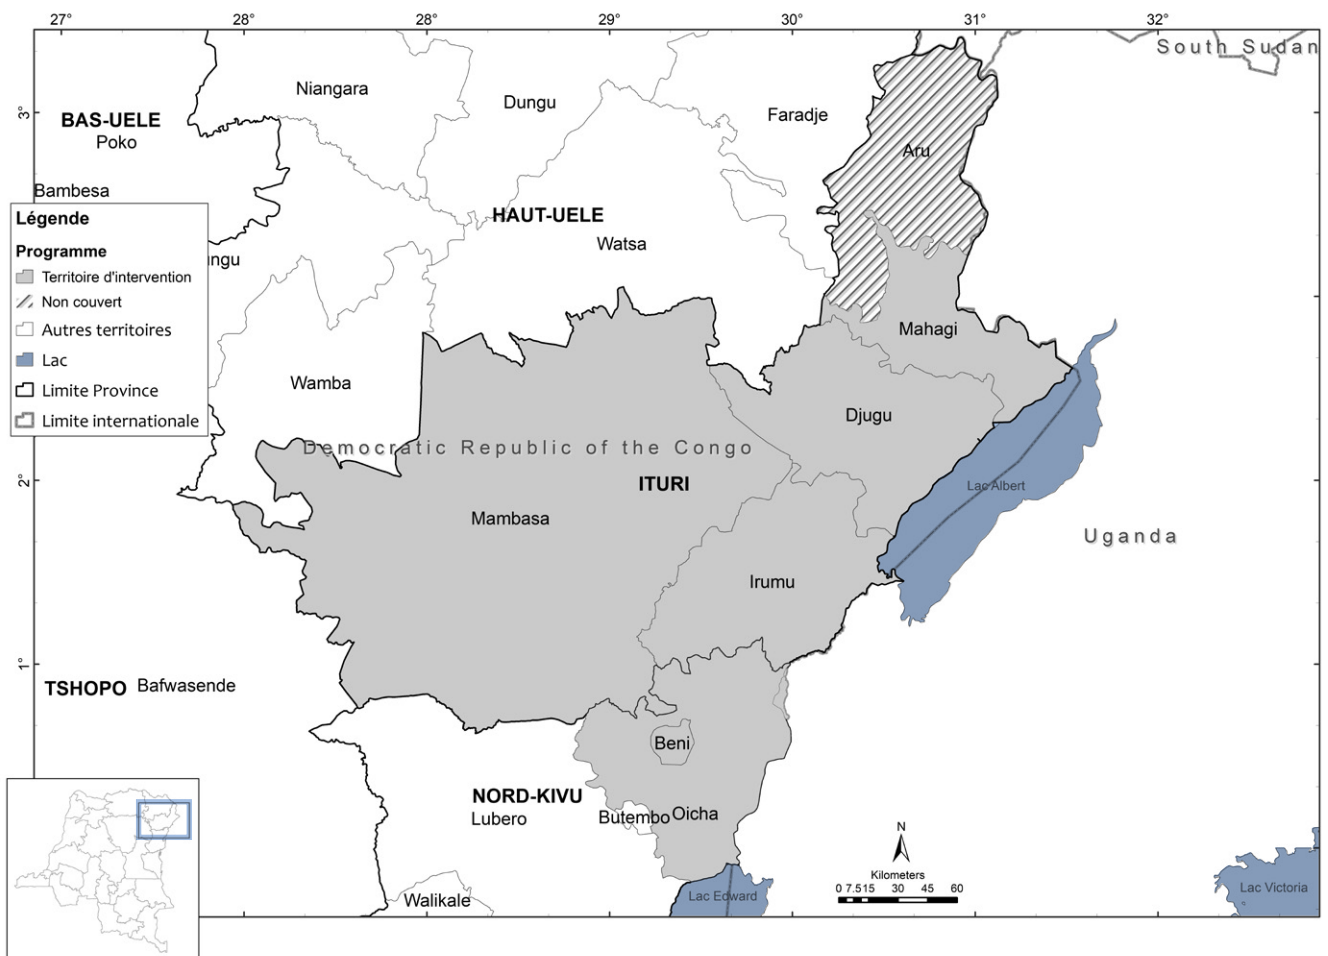 27°
28°
28°
29°
30°
31°
32°
South Sudan
Niangara
Dungu
Faradje
3°
BAS-UELE
Poko
Aru
Bambesa
Légende
HAUT-UELE
Watsa
Programme
ungu
Territoire d'intervention
Non couvert
Autres territoires
Mahagi
Lac
Wamba
Limite Province
Djugu
Limite internationale
Democratic Republic of the Congo
2°
ITURI
Lac Albert
Mambasa
Uganda
Irumu
1°
TSHOPO Bafwasende
Beni
NORD-KIVU
Lubero
Butembo
Oicha
N
Kilometers
0 7.515 30 45 60
Walikale
Lac Edward
Lac Victoria